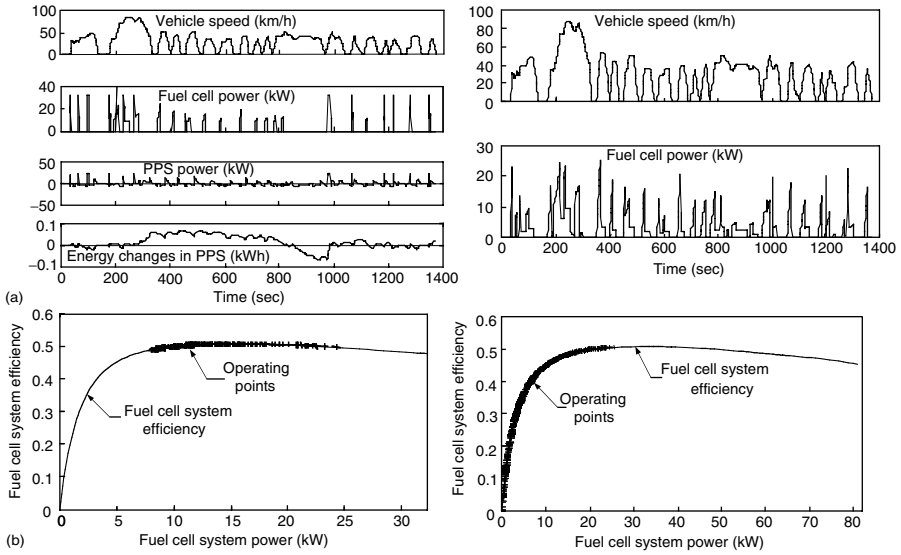 Vehicle speed (km/h)
100
50
0
Fuel cell power (kW)
40
20
0
PPS power (kW)
50
0
−50
0.1
0
−0.1
Energy changes in PPS (kWh)
0 200 400 600 800 1000 1200 1400
Time (sec)
(a)
Vehicle speed (km/h)
100
80
60
40
20
0
Fuel cell power (kW)
30
20
10
0
0 200 400 600 800 1000 1200 1400
Time (sec)
Fuel cell system efficiency
0.6
0.5
0.4
0.3
0.2
0.1
0
Operating
points
Fuel cell system
efficiency
0 5 10 15 20 25 30
Fuel cell system power (kW)
(b)
Fuel cell system efficiency
0.6
0.5
0.4
0.3
0.2
0.1
0
Fuel cell system
efficiency
Operating
points
0 10 20 30 40 50 60 70 80
Fuel cell system power (kW)